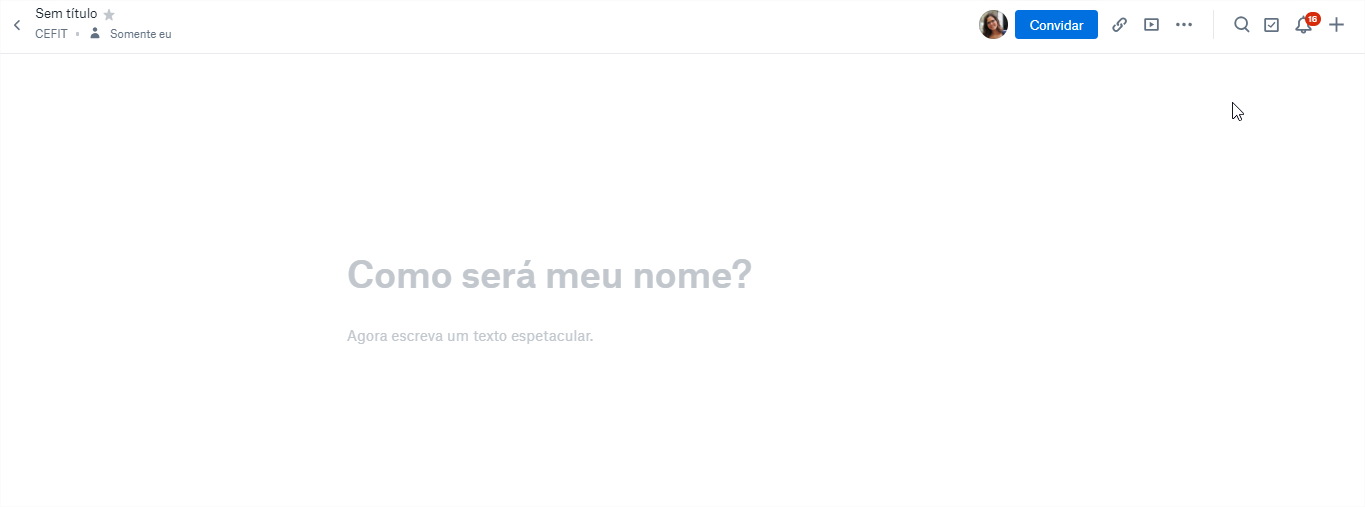 Sem título
CEFIT
Somente eu
Convidar
16
Como será meu nome?
Agora escreva um texto espetacular.